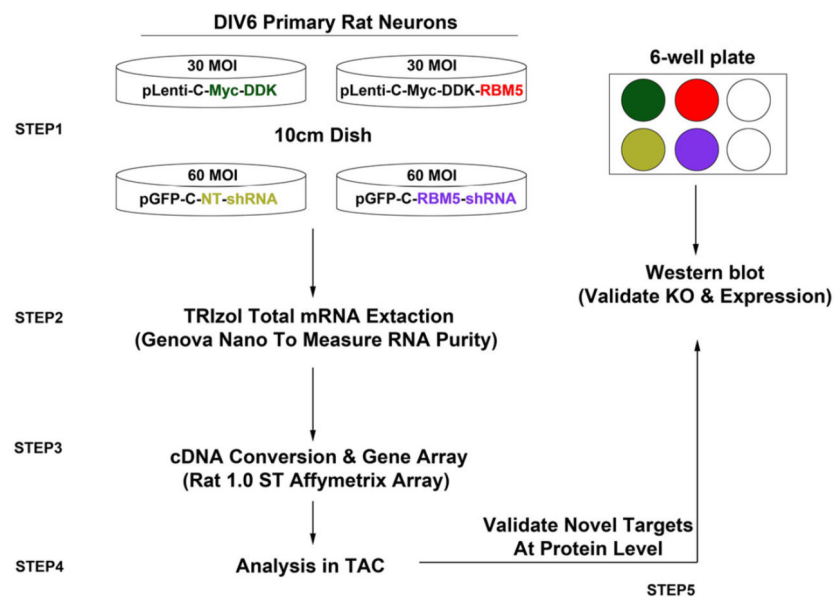 DIV6 Primary Rat Neurons
30 MOI
pLenti-C-Myc-DDK
30 MOI
pLenti-C-Myc-DDK-RBM5
6-well plate
STEP1
10cm Dish
60 MOI
pGFP-C-NT-shRNA
60 MOI
pGFP-C-RBM5-shRNA
Western blot
(Validate KO & Expression)
STEP2
TRIzol Total mRNA Extaction
(Genova Nano To Measure RNA Purity)
STEP3
cDNA Conversion & Gene Array
(Rat 1.0 ST Affymetrix Array)
Validate Novel Targets
At Protein Level
STEP4
Analysis in TAC
STEP5